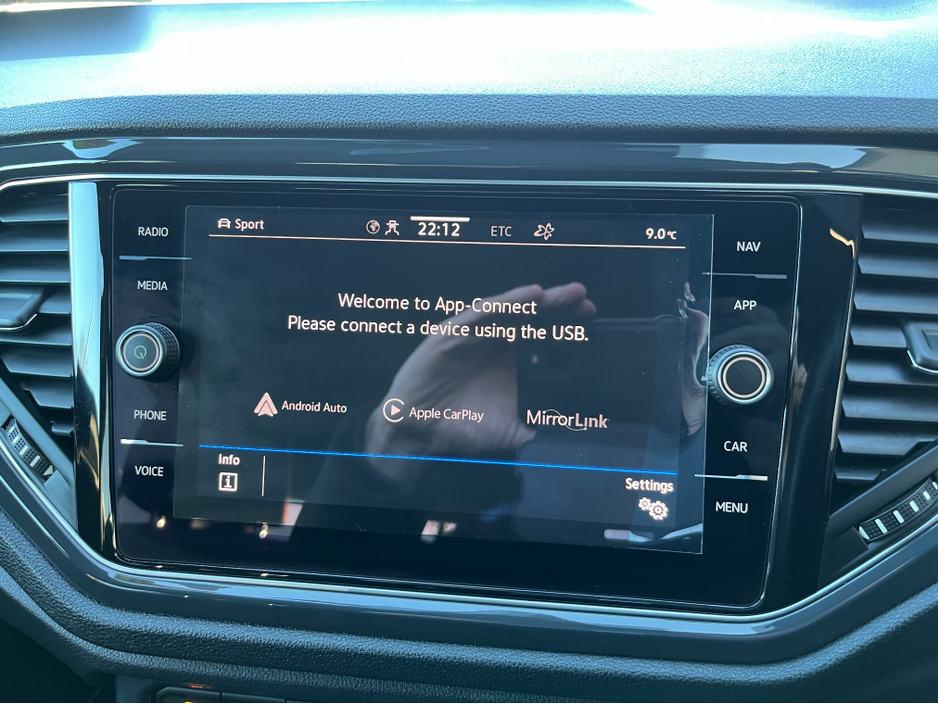 RADIO
MEDIA
PHONE
VOICE
Sport
22:12
ETC
9.0°C
Welcome to App-Connect
Please connect a device using the USB.
Android Auto
Apple CarPlay
MirrorLink
Info
Settings
NAV
APP
CAR
MENU